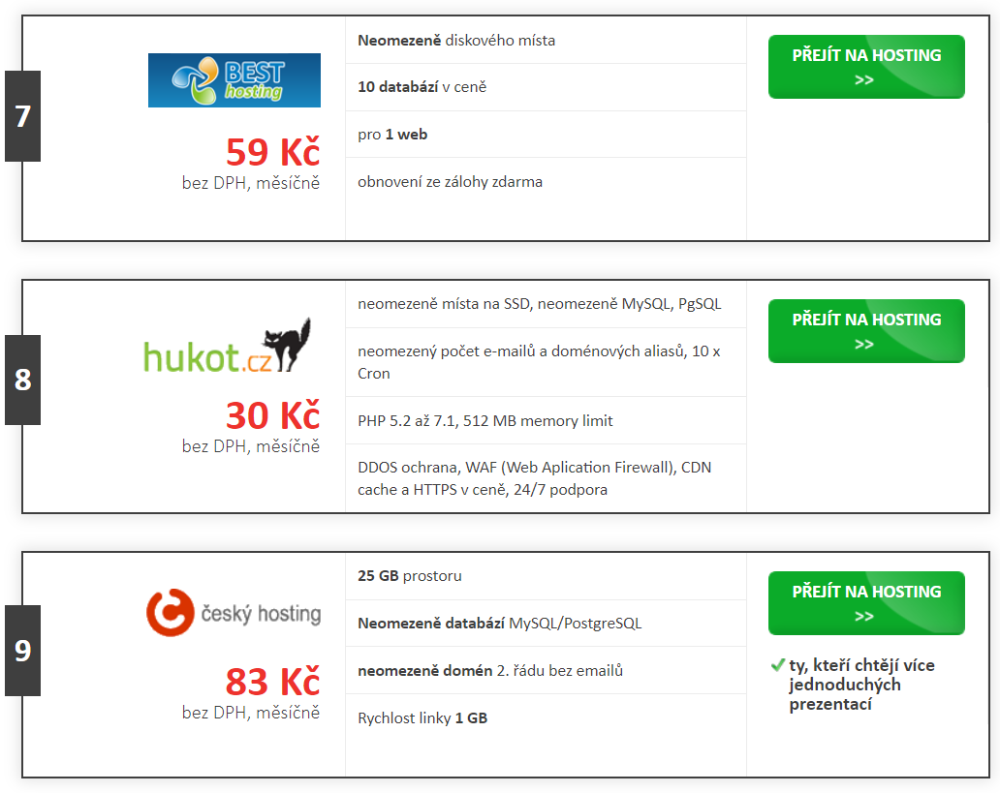 7
BEST
hosting
59 Kč
bez DPH, měsíčně
Neomezeně diskového místa
10 databází v ceně
pro 1 web
obnovení ze zálohy zdarma
PŘEJÍT NA HOSTING
>>
8
hukot.cz
30 Kč
bez DPH, měsíčně
neomezeně místa na SSD, neomezeně MySQL, PgSQL
neomezený počet e-mailů a doménových aliasů, 10 x
Cron
PHP 5.2 až 7.1, 512 MB memory limit
DDOS ochrana, WAF (Web Aplication Firewall), CDN
cache a HTTPS v ceně, 24/7 podpora
PŘEJÍT NA HOSTING
>>
9
český hosting
83 Kč
bez DPH, měsíčně
25 GB prostoru
Neomezeně databází MySQL/PostgreSQL
neomezeně domén 2. řádu bez emailů
Rychlost linky 1 GB
PŘEJÍT NA HOSTING
>>
ty, kteří chtějí více
jednoduchých
prezentací